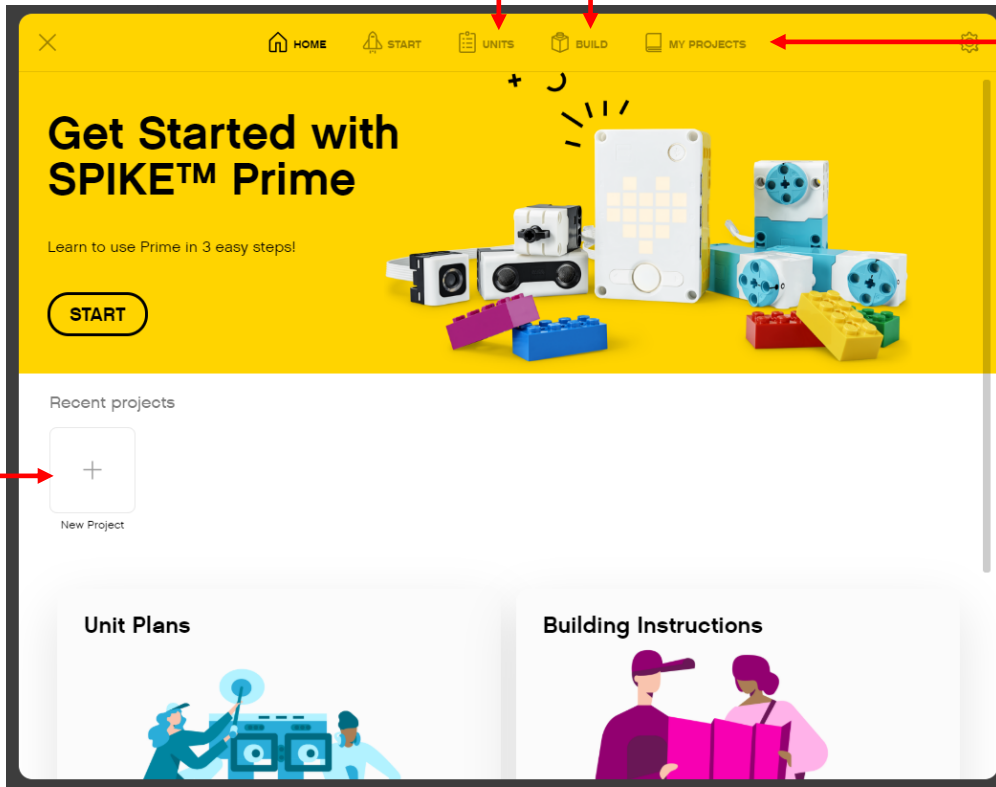 HOME START UNITS BUILD MY PROJECTS
Get Started with
SPIKE™ Prime
Learn to use Prime in 3 easy steps!
START
Recent projects
New Project
Unit Plans
Building Instructions